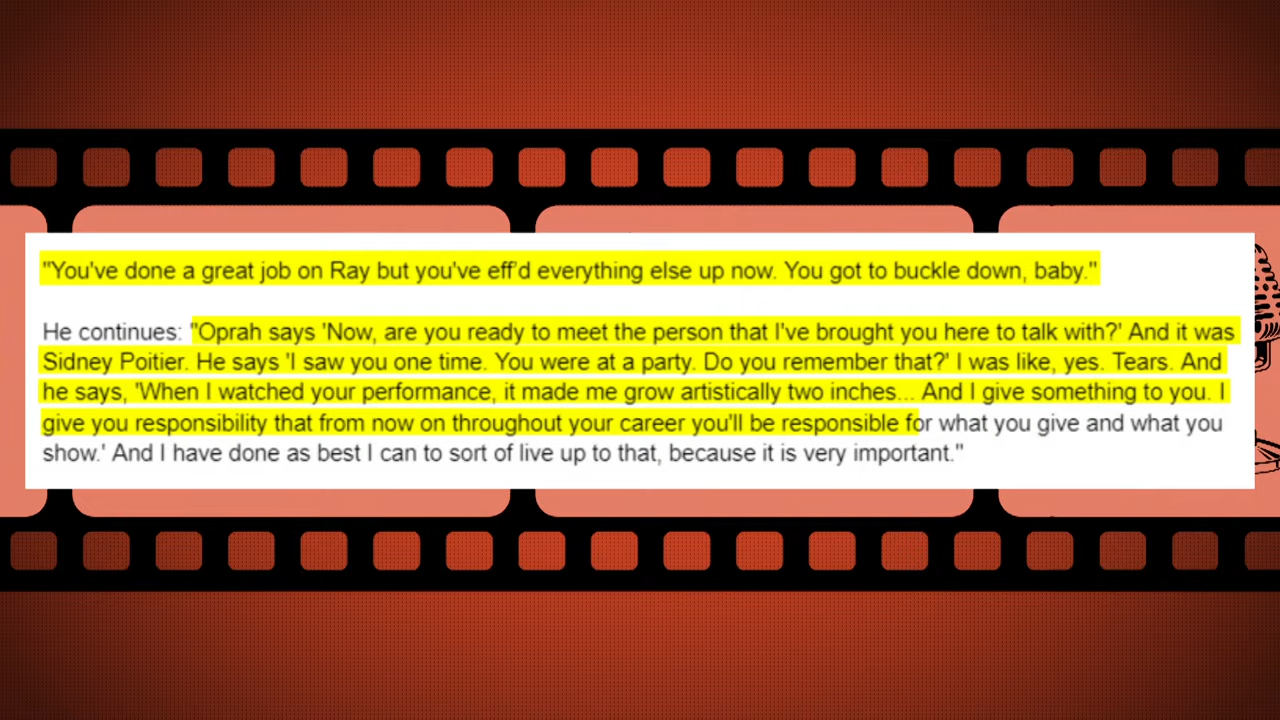 "You've done a great job on Ray but you've eff'd everything else up now. You got to buckle down, baby."
He continues: "Oprah says 'Now, are you ready to meet the person that I've brought you here to talk with?' And it was
Sidney Poitier. He says 'I saw you one time. You were at a party. Do you remember that?' I was like, yes. Tears. And
he says, 'When I watched your performance, it made me grow artistically two inches... And I give something to you. I
give you responsibility that from now on throughout your career you'll be responsible for what you give and what you
show.' And I have done as best I can to sort of live up to that, because it is very important."